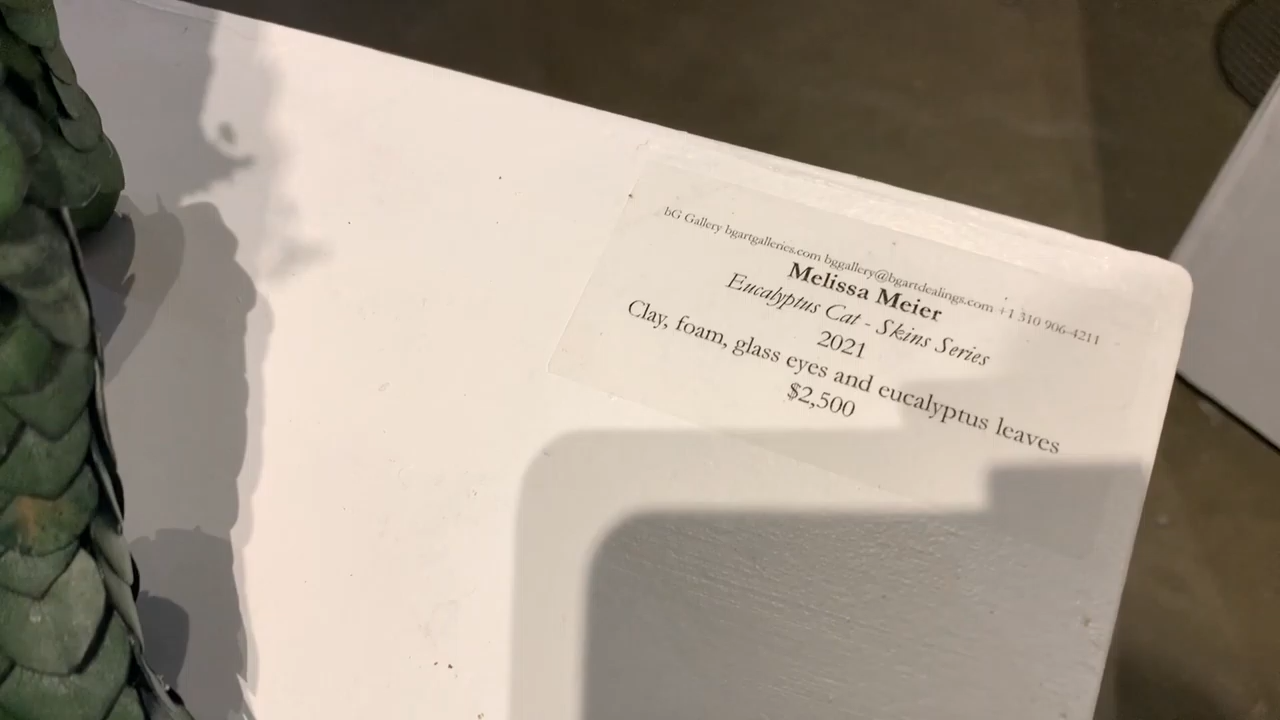 bG Gallery bgartgalleries.com bggallery@bgartdealings.com +1 310 906-4211
Melissa Meier
Eucalyptus Cat - Skins Series
2021
Clay, foam, glass eyes and eucalyptus leaves
$2,500